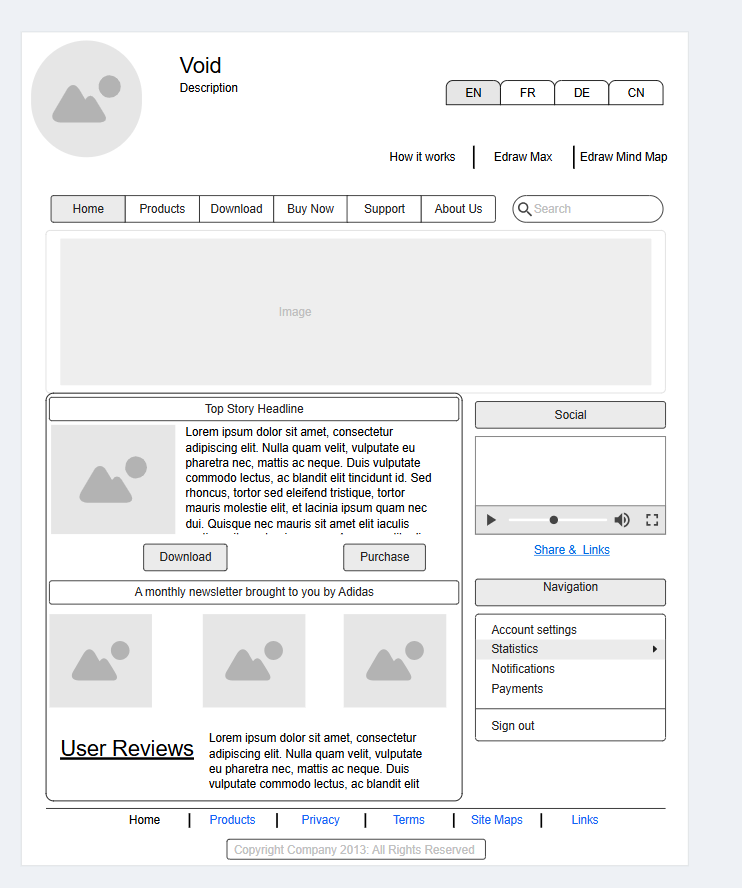 Void
Description
EN
FR
DE
CN
How it works
Edraw Max
Edraw Mind Map
Home
Products
Download
Buy Now
Support
About Us
Search
Image
Top Story Headline
Lorem ipsum dolor sit amet, consectetur
adipiscing elit. Nulla quam velit, vulputate eu
pharetra nec, mattis ac neque. Duis vulputate
commodo lectus, ac blandit elit tincidunt id. Sed
rhoncus, tortor sed eleifend tristique, tortor
mauris molestie elit, et lacinia ipsum quam nec
dui. Quisque nec mauris sit amet elit iaculis
Download
Purchase
A monthly newsletter brought to you by Adidas
User Reviews
Lorem ipsum dolor sit amet, consectetur
adipiscing elit. Nulla quam velit, vulputate
eu pharetra nec, mattis ac neque. Duis
vulputate commodo lectus, ac blandit elit
Social
Share & Links
Navigation
Account settings
Statistics
Notifications
Payments
Sign out
Home
Products
Privacy
Terms
Site Maps
Links
Copyright Company 2013: All Rights Reserved